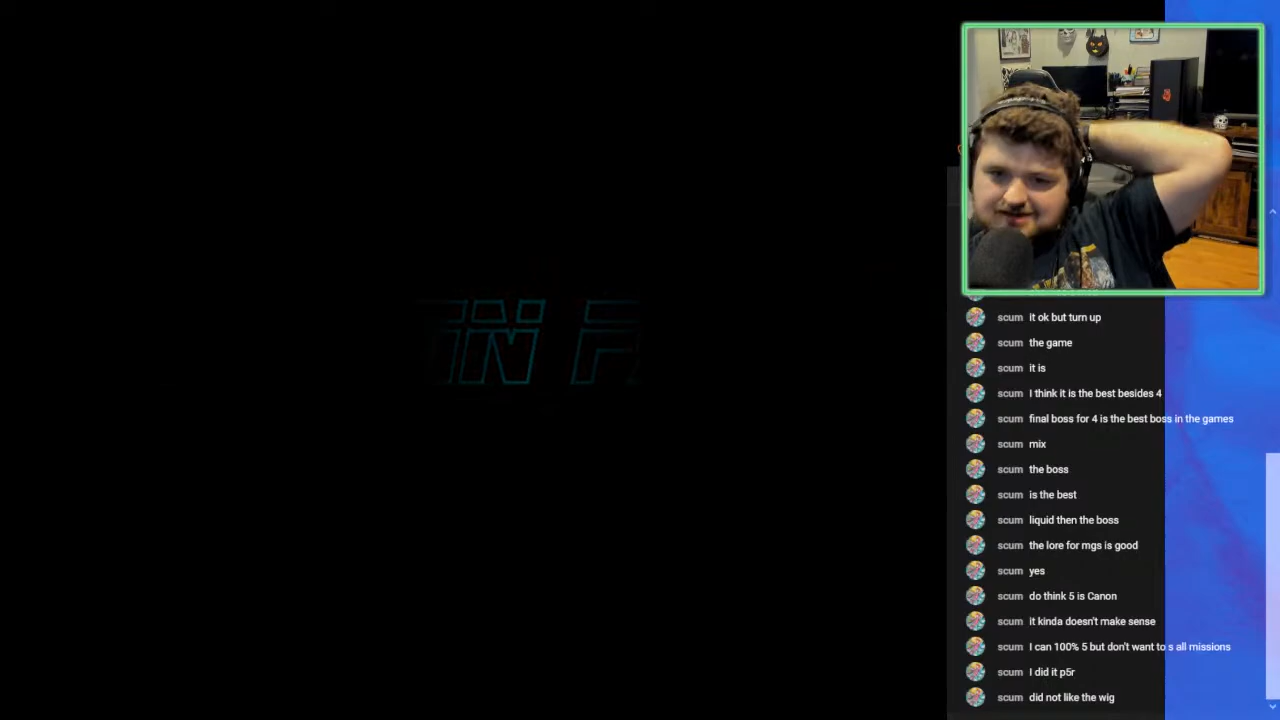 IN F
scum it ok but turn up
scum the game
scum it is
scum I think it is the best besides 4
scum final boss for 4 is the best boss in the games
scum mix
scum the boss
scum is the best
scum liquid then the boss
scum the lore for mgs is good
scum yes
scum do think 5 is Canon
scum it kinda doesn't make sense
scum I can 100% 5 but don't want to s all missions
scum I did it p5r
scum did not like the wig